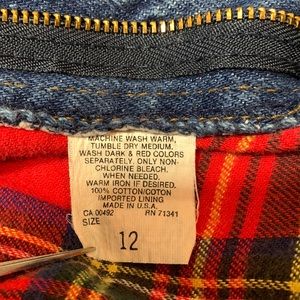 MACHINE WASH WARM,
TUMBLE DRY MEDIUM.
WASH DARK & RED COLORS
SEPARATELY. ONLY NON-
CHLORINE BLEACH.
WHEN NEEDED.
WARM IRON IF DESIRED.
100% COTTON/COTTON
IMPORTED LINING
MADE IN U.S.A.
CA 00492 RN 71341
SIZE
12